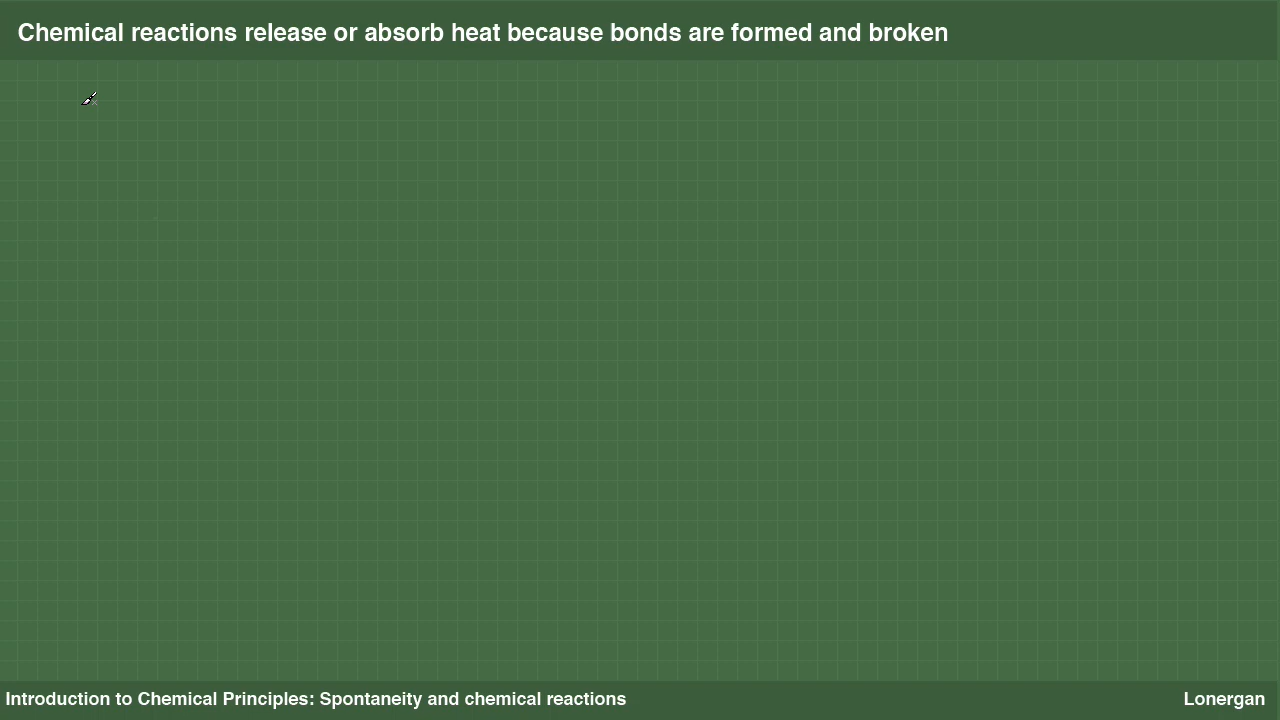 Chemical reactions release or absorb heat because bonds are formed and broken
Introduction to Chemical Principles: Spontaneity and chemical reactions
Lonergan